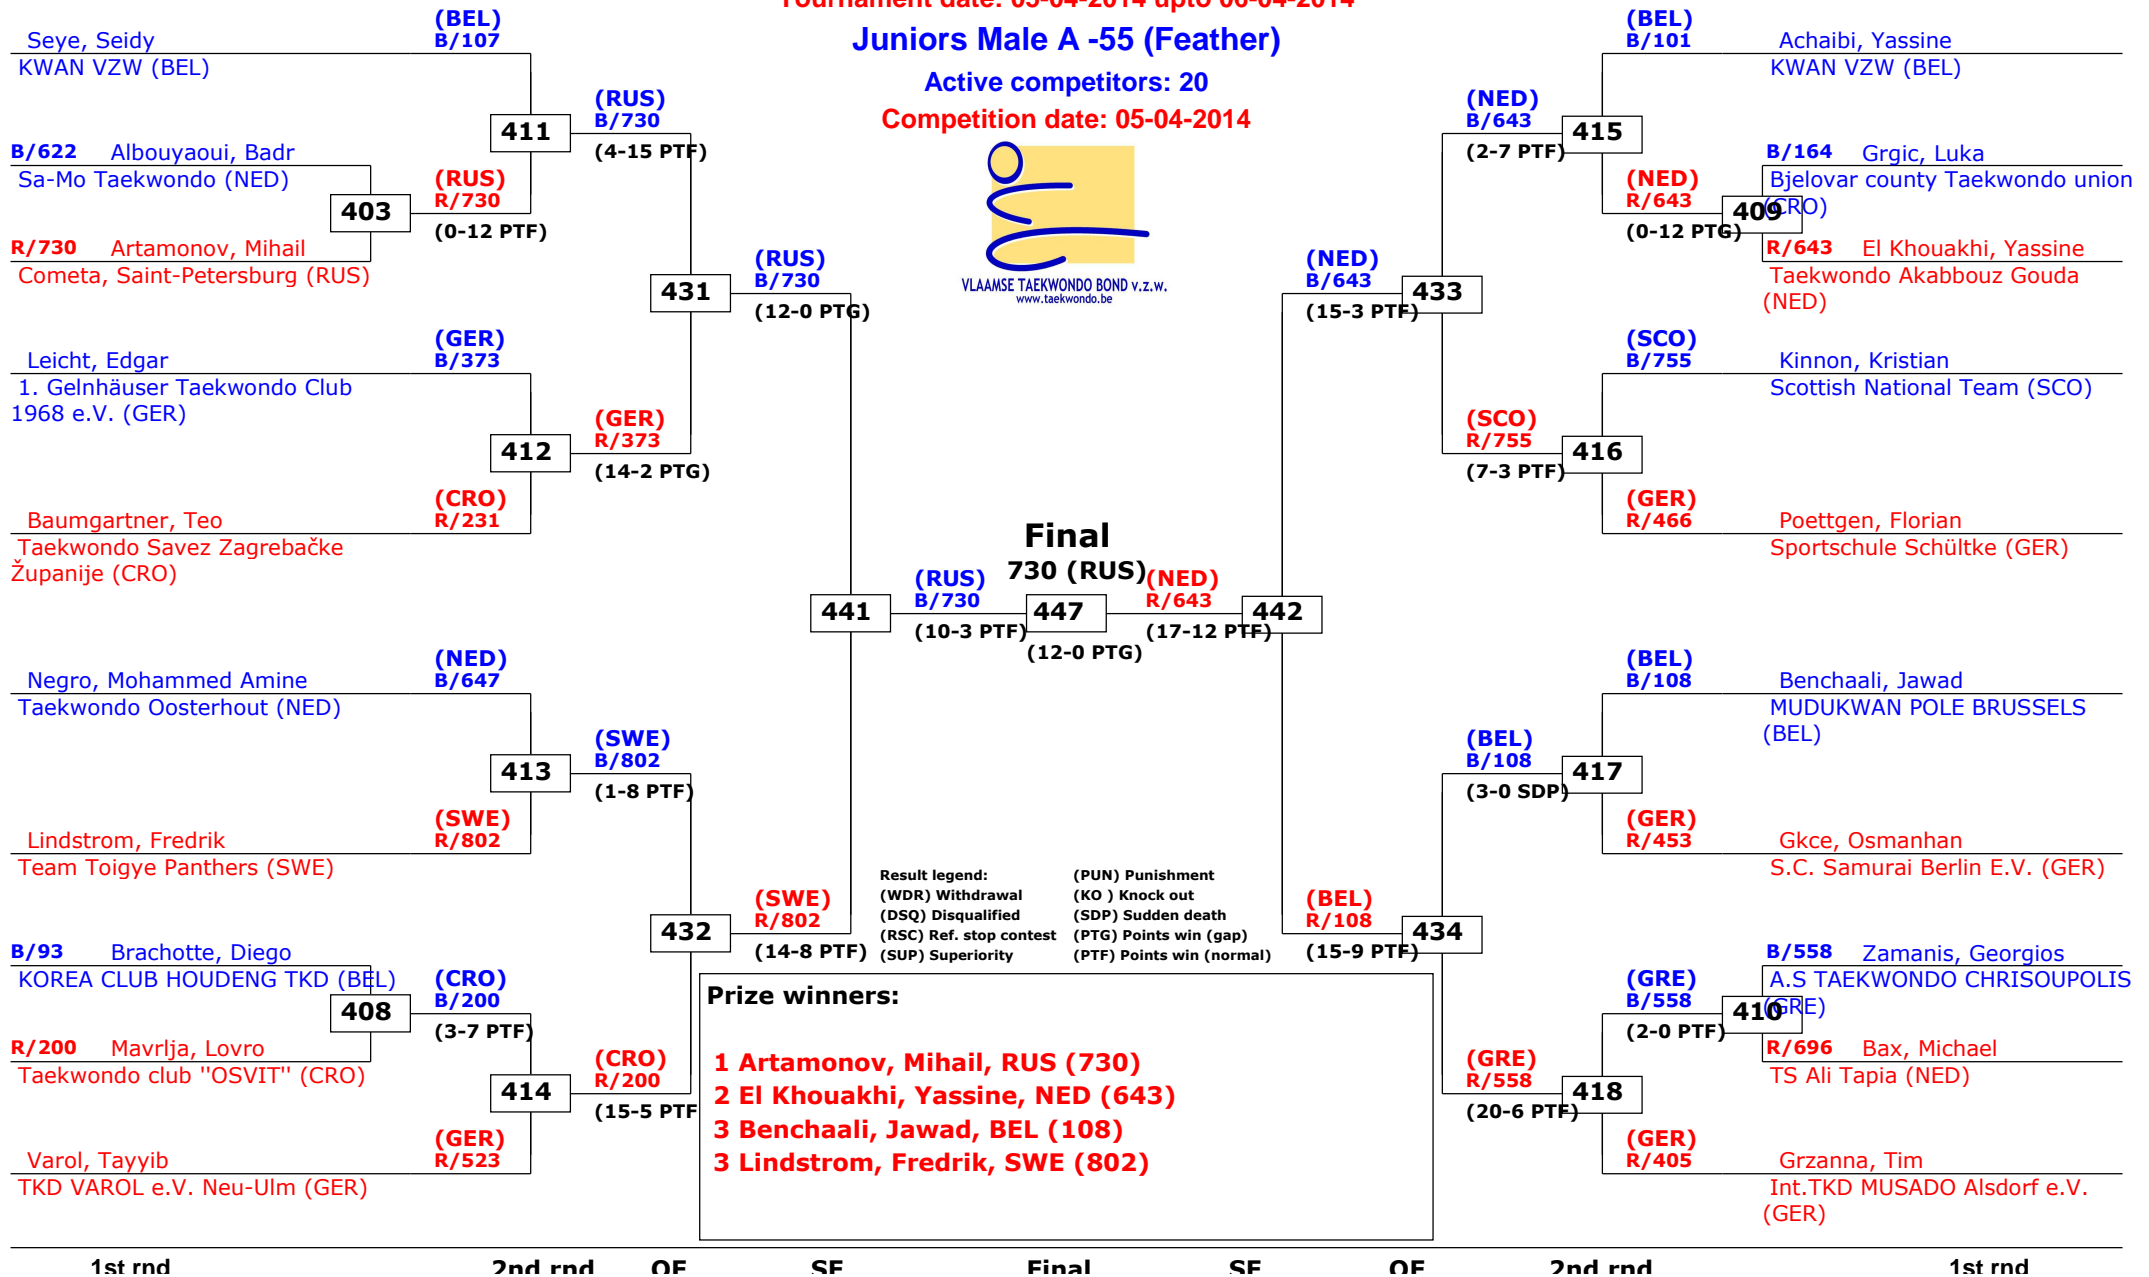 Tournament date: 05-04-2014 upto 06-04-2014
Juniors Male A -55 (Feather)
Active competitors: 20
Competition date: 05-04-2014
VLAAMSE TAEKWONDO BOND v.z.w.
www.taekwondo.be
Seye, Seidy
KWAN VZW (BEL)
(BEL)
B/107
B/622 Albouyaoui, Badr
Sa-Mo Taekwondo (NED)
403
R/730 Artamonov, Mihail
Cometa, Saint-Petersburg (RUS)
(RUS)
R/730
(0-12 PTF)
411
(RUS)
B/730
(4-15 PTF)
Leicht, Edgar
1. Gelnhäuser Taekwondo Club
1968 e.V. (GER)
(GER)
B/373
412
Baumgartner, Teo
Taekwondo Savez Zagrebačke
Županije (CRO)
(CRO)
R/231
(GER)
R/373
(14-2 PTG)
431
(RUS)
B/730
(12-0 PTG)
Negro, Mohammed Amine
Taekwondo Oosterhout (NED)
(NED)
B/647
413
Lindstrom, Fredrik
Team Toigye Panthers (SWE)
(SWE)
R/802
(SWE)
B/802
(1-8 PTF)
B/93 Brachotte, Diego
KOREA CLUB HOUDENG TKD (BEL)
408
R/200 Mavrlja, Lovro
Taekwondo club "OSVIT" (CRO)
(CRO)
B/200
(3-7 PTF)
414
Varol, Tayyib
TKD VAROL e.V. Neu-Ulm (GER)
(GER)
R/523
(CRO)
R/200
(15-5 PTF
432
(SWE)
R/802
(14-8 PTF)
441
(RUS)
B/730
(10-3 PTF)
Final
730 (RUS)
447
(12-0 PTG)
(NED)
R/643
(17-12 PTF)
442
(NED)
B/643
(15-3 PTF)
433
(NED)
B/643
(2-7 PTF)
415
(BEL)
B/101
Achaibi, Yassine
KWAN VZW (BEL)
(NED)
R/643
(0-12 PTG)
409
B/164 Grgic, Luka
Bjelovar county Taekwondo union
(CRO)
R/643 El Khouakhi, Yassine
Taekwondo Akabbouz Gouda
(NED)
(SCO)
R/755
(7-3 PTF)
416
(SCO)
B/755
Kinnon, Kristian
Scottish National Team (SCO)
(GER)
R/466
Poettgen, Florian
Sportschule Schültke (GER)
(BEL)
R/108
(15-9 PTF)
434
(BEL)
B/108
(3-0 SDP)
417
(BEL)
B/108
Benchaali, Jawad
MUDUKWAN POLE BRUSSELS
(BEL)
(GER)
R/453
Gkce, Osmanhan
S.C. Samurai Berlin E.V. (GER)
(GRE)
R/558
(20-6 PTF)
418
(GRE)
B/558
(2-0 PTF)
410
B/558 Zamanis, Georgios
A.S TAEKWONDO CHRISOUPOLIS
(GRE)
R/696 Bax, Michael
TS Ali Tapia (NED)
(GER)
R/405
Grzanna, Tim
Int.TKD MUSADO Alsdorf e.V.
(GER)
Result legend: (PUN) Punishment
(WDR) Withdrawal (KO ) Knock out
(DSQ) Disqualified (SDP) Sudden death
(RSC) Ref. stop contest (PTG) Points win (gap)
(SUP) Superiority (PTF) Points win (normal)
Prize winners:
1 Artamonov, Mihail, RUS (730)
2 El Khouakhi, Yassine, NED (643)
3 Benchaali, Jawad, BEL (108)
3 Lindstrom, Fredrik, SWE (802)
1st rnd 2nd rnd QF SF Final SF QF 2nd rnd 1st rnd